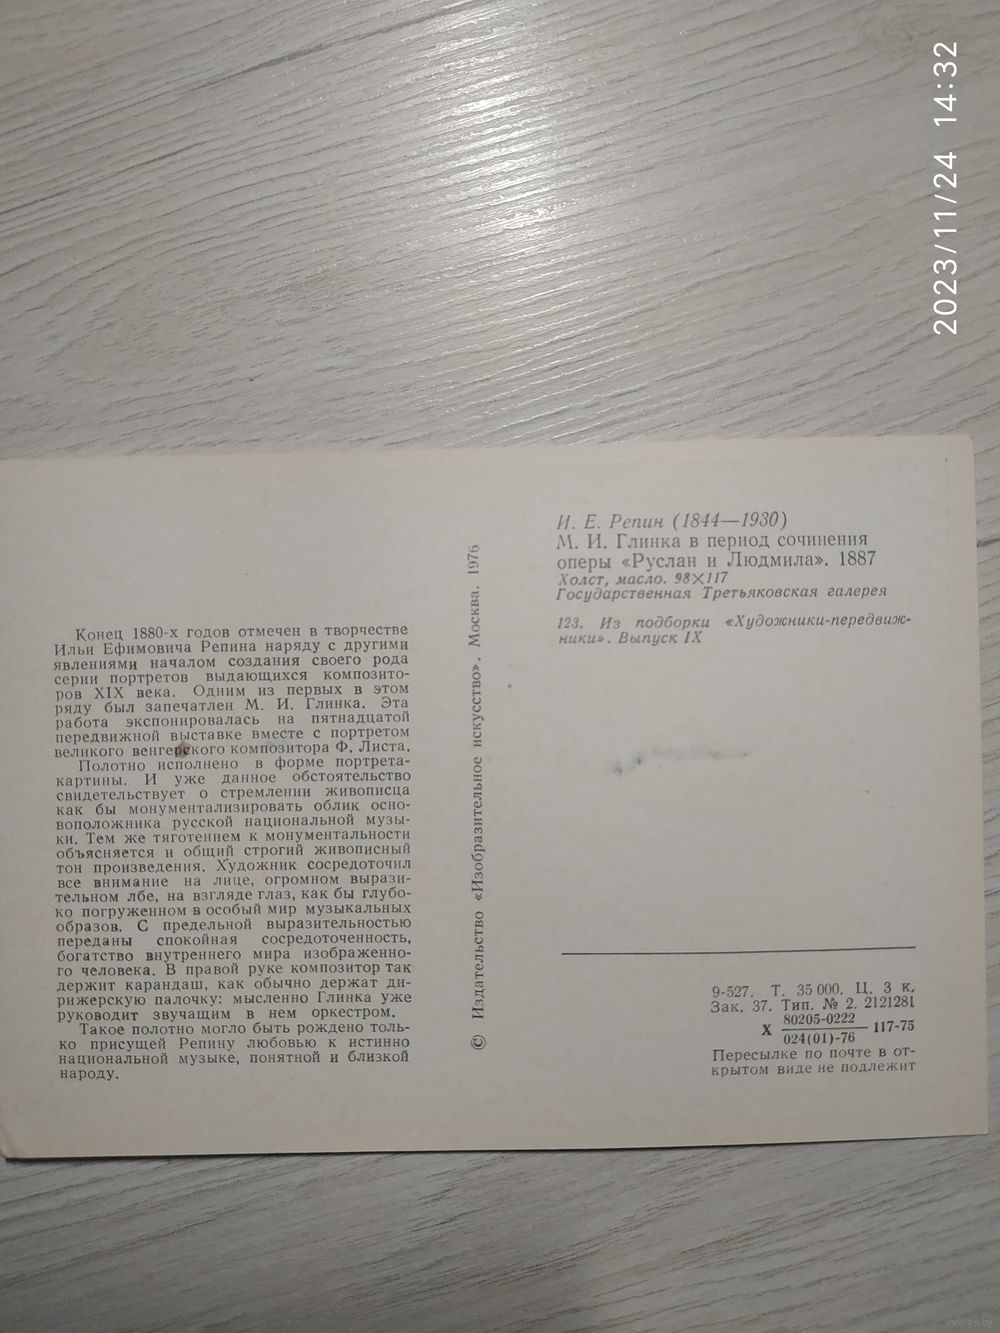 2023/11/24 14:32
Конец 1880-х годов отмечен в творчестве
Ильи Ефимовича Репина наряду с другими
явлениями началом создания своего рода
серии портретов выдающихся композито-
ров XIX века. Одним из первых в этом
ряду был запечатлен М. И. Глинка. Эта
работа экспонировалась на пятнадцатой
передвижной выставке вместе с портретом
великого венгерского композитора Ф. Листа.
Полотно исполнено в форме портрета-
картины. И уже данное обстоятельство
свидетельствует о стремлении живописца
как бы монументализировать облик осно-
воположника русской национальной музы-
ки. Тем же тяготением к монументальности
объясняется и общий строгий живописный
тон произведения. Художник сосредоточил
все внимание на лице, огромном вырази-
тельном лбе, на взгляде глаз, как бы глубо-
ко погруженном в особый мир музыкальных
образов. С предельной выразительностью
переданы спокойная сосредоточенность,
богатство внутреннего мира изображенно-
го человека. В правой руке композитор так
держит карандаш, как обычно держат ди-
рижерскую палочку: мысленно Глинка уже
руководит звучащим в нем оркестром.
Такое полотно могло быть рождено толь-
ко присущей Репину любовью к истинно
национальной музыке, понятной и близкой
народу.
© Издательство «Изобразительное искусство». Москва. 1976
И. Е. Репин (1844—1930)
М. И. Глинка в период сочинения
оперы «Руслан и Людмила». 1887
Холст, масло. 98×117
Государственная Третьяковская галерея
123. Из подборки «Художники-передвиж-
ники». Выпуск IX
9-527. Т. 35 000. Ц. 3 к.
Зак. 37. Тип. № 2. 2121281
Х 80205-0222 117-75
024(01)-76
Пересылке по почте в от-
крытом виде не подлежит
www.ay.by